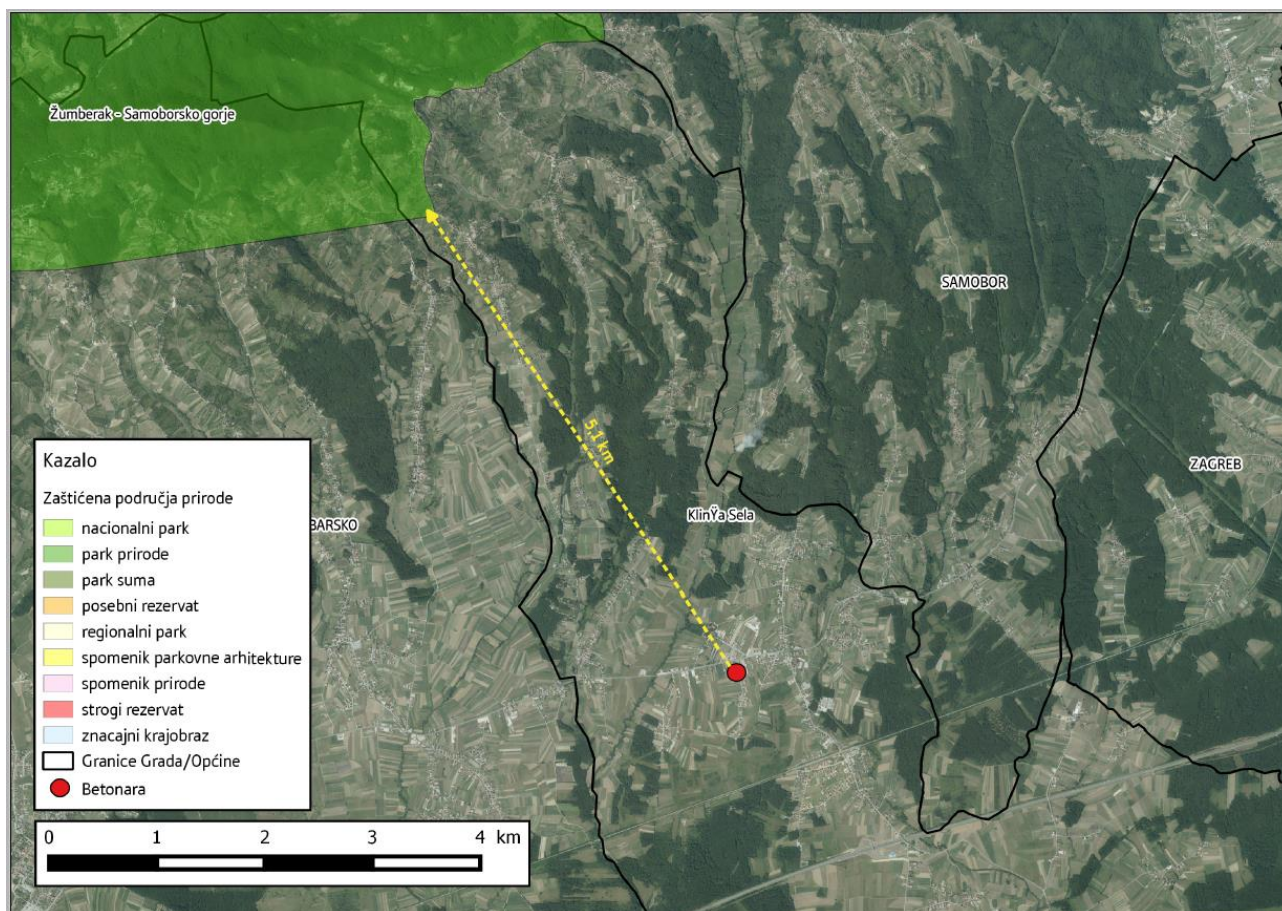 Žumberak - Samoborsko gorje
SAMOBOR
5,1 km
ZAGREB
KlinŸa Sela
BARSKO
Kazalo
Zaštićena područja prirode
nacionalni park
park prirode
park suma
posebni rezervat
regionalni park
spomenik parkovne arhitekture
spomenik prirode
strogi rezervat
znacajni krajobraz
Granice Grada/Općine
Betonara
0 1 2 3 4 km